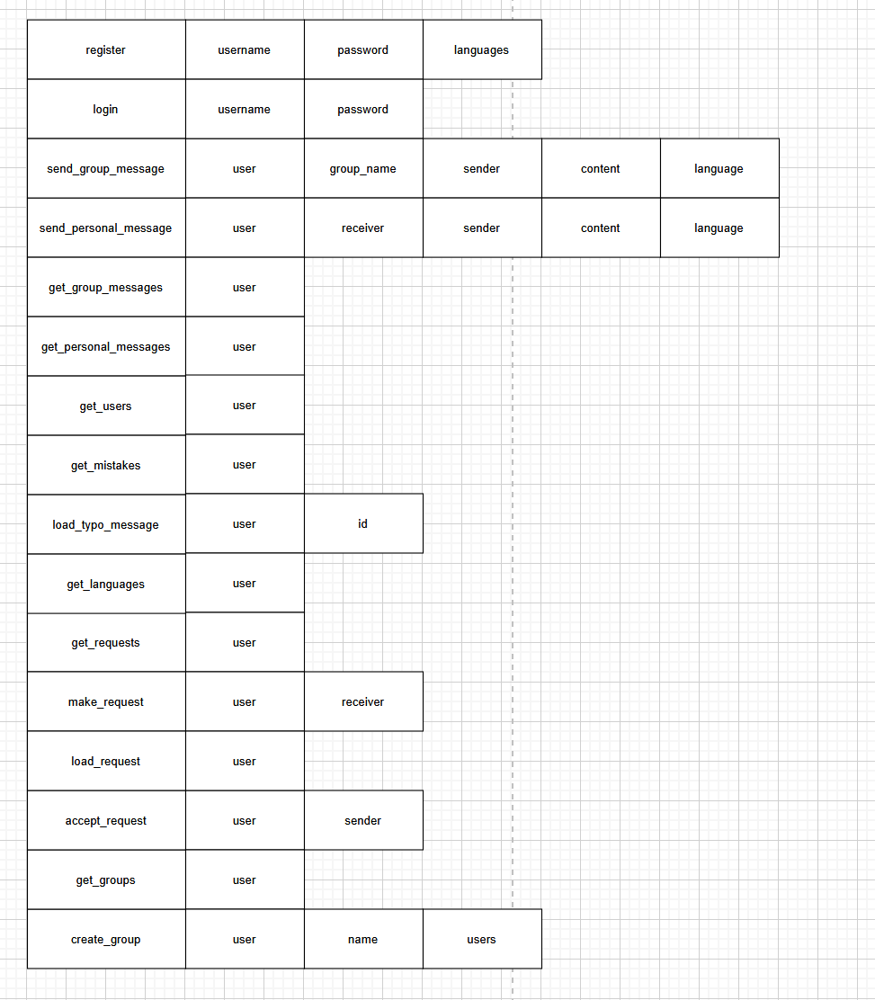 register username password languages
login username password
send_group_message user group_name sender content language
send_personal_message user receiver sender content language
get_group_messages user
get_personal_messages user
get_users user
get_mistakes user
load_typo_message user id
get_languages user
get_requests user
make_request user receiver
load_request user
accept_request user sender
get_groups user
create_group user name users